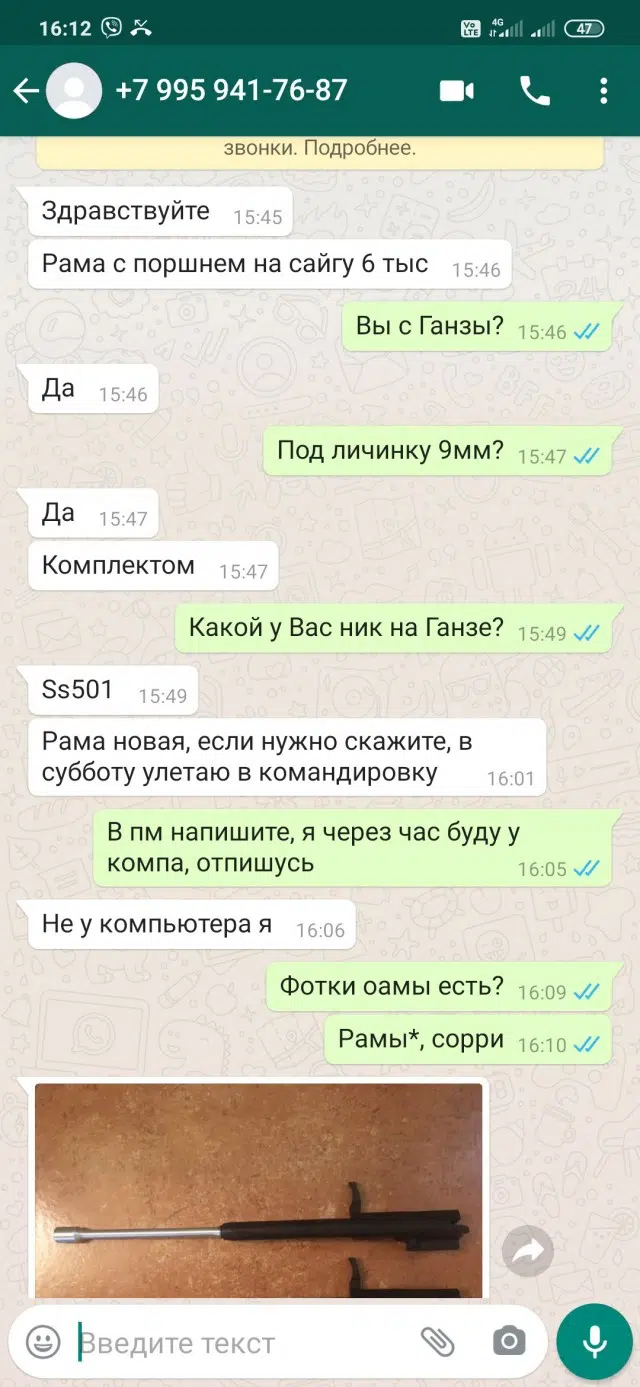 16:12
Vo LTE
4G
47
+7 995 941-76-87
звонки. Подробнее.
Здравствуйте 15:45
Рама с поршнем на сайгу 6 тыс 15:46
Вы с Ганзы? 15:46
Да 15:46
Под личинку 9мм? 15:47
Да 15:47
Комплектом 15:47
Какой у Вас ник на Ганзе? 15:49
Ss501 15:49
Рама новая, если нужно скажите, в
субботу улетаю в командировку 16:01
В пм напишите, я через час буду у
компа, отпишусь 16:05
Не у компьютера я 16:06
Фотки оамы есть? 16:09
Рамы*, сорри 16:10
Введите текст